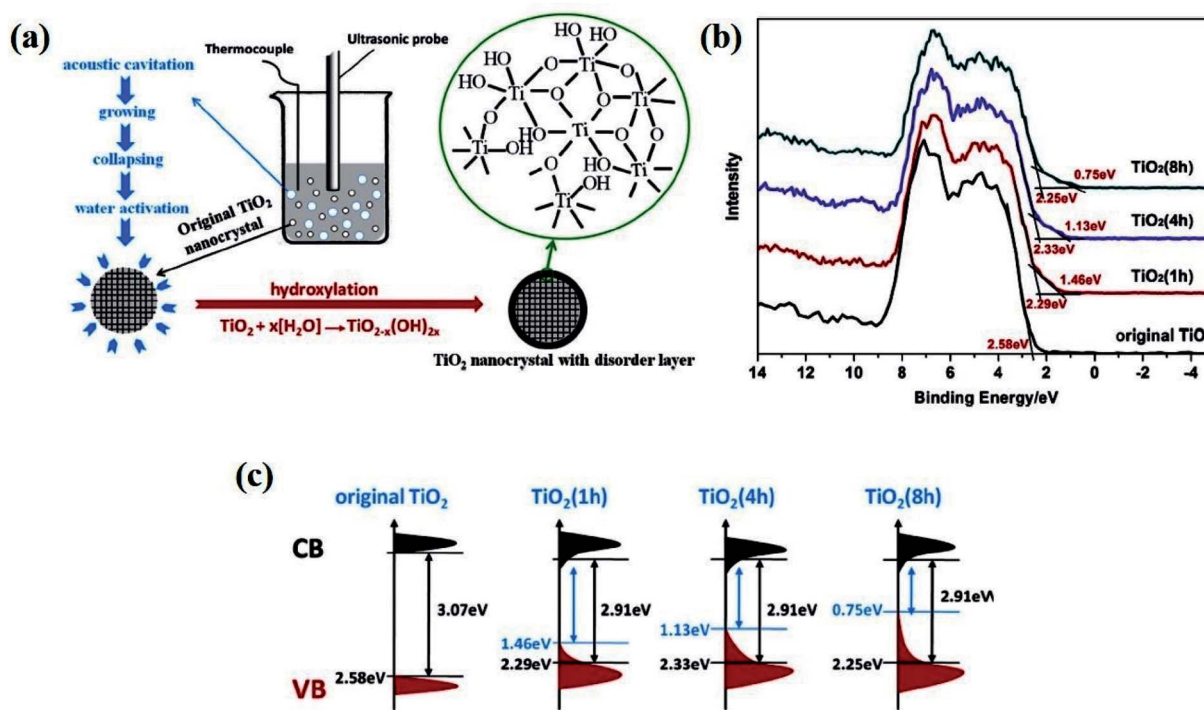 (a)
Thermocouple
Ultrasonic probe
acoustic cavitation
growing
collapsing
water activation
Original TiO₂
nanocrystal
HO
HO
HO
HO
HO
Ti
O
Ti
O
Ti
O
O
O
H
O
Ti
O
O
Ti
OH
O
HO
Ti
OH
Ti
hydroxylation
TiO₂ + x[H₂O] →TiO₂₋ₓ(OH)₂ₓ
TiO₂ nanocrystal with disorder layer
(b)
Intensity
0.75eV
TiO₂(8h)
2.25eV
1.13eV
TiO₂(4h)
2.33eV
1.46eV
TiO₂(1h)
2.29eV
2.58eV
original TiO
14 12 10 8 6 4 2 0 -2 -4
Binding Energy/eV
(c)
original TiO₂
TiO₂(1h)
TiO₂(4h)
TiO₂(8h)
CB
3.07eV
2.91eV
2.91eV
2.91eV
1.46eV
1.13eV
0.75eV
2.58eV
2.29eV
2.33eV
2.25eV
VB